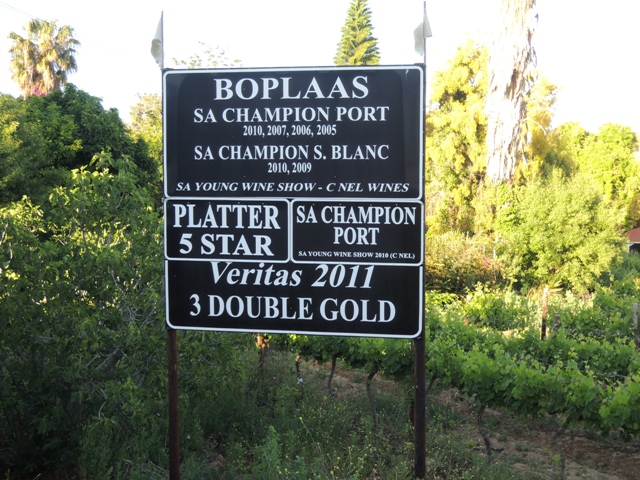 BOPLAAS
SA CHAMPION PORT
2010, 2007, 2006, 2005
SA CHAMPION S. BLANC
2010, 2009
SA YOUNG WINE SHOW - C NEL WINES
PLATTER
5 STAR
SA CHAMPION
PORT
SA YOUNG WINE SHOW 2010 (C NEL)
Veritas 2011
3 DOUBLE GOLD